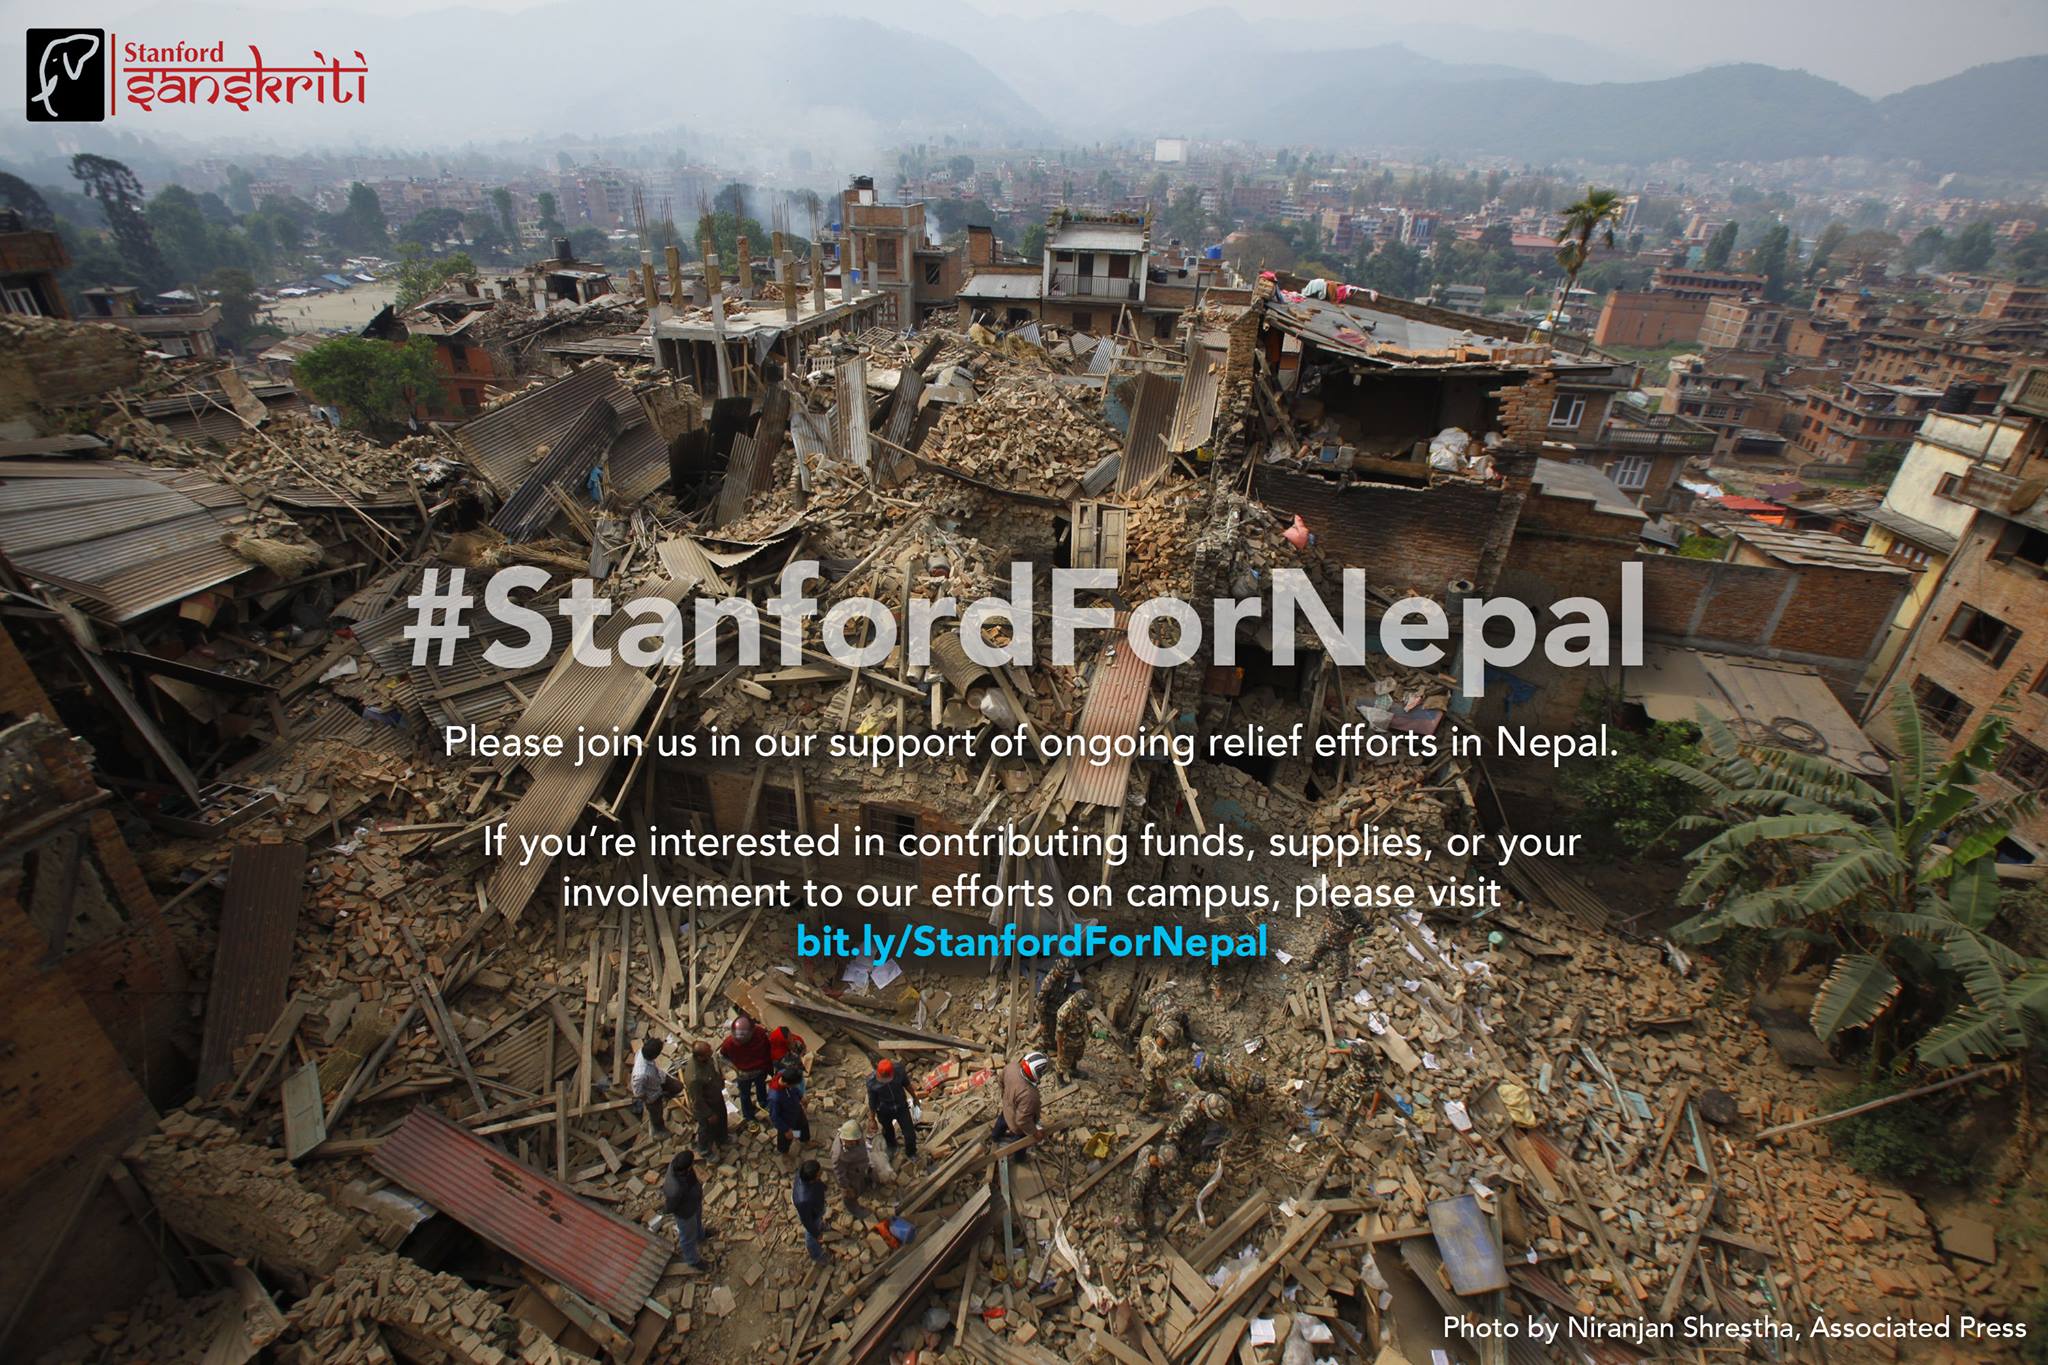 Stanford
Sanskriti
#StanfordForNepal
Please join us in our support of ongoing relief efforts in Nepal.
If you’re interested in contributing funds, supplies, or your
involvement to our efforts on campus, please visit
bit.ly/StanfordForNepal
Photo by Niranjan Shrestha, Associated Press